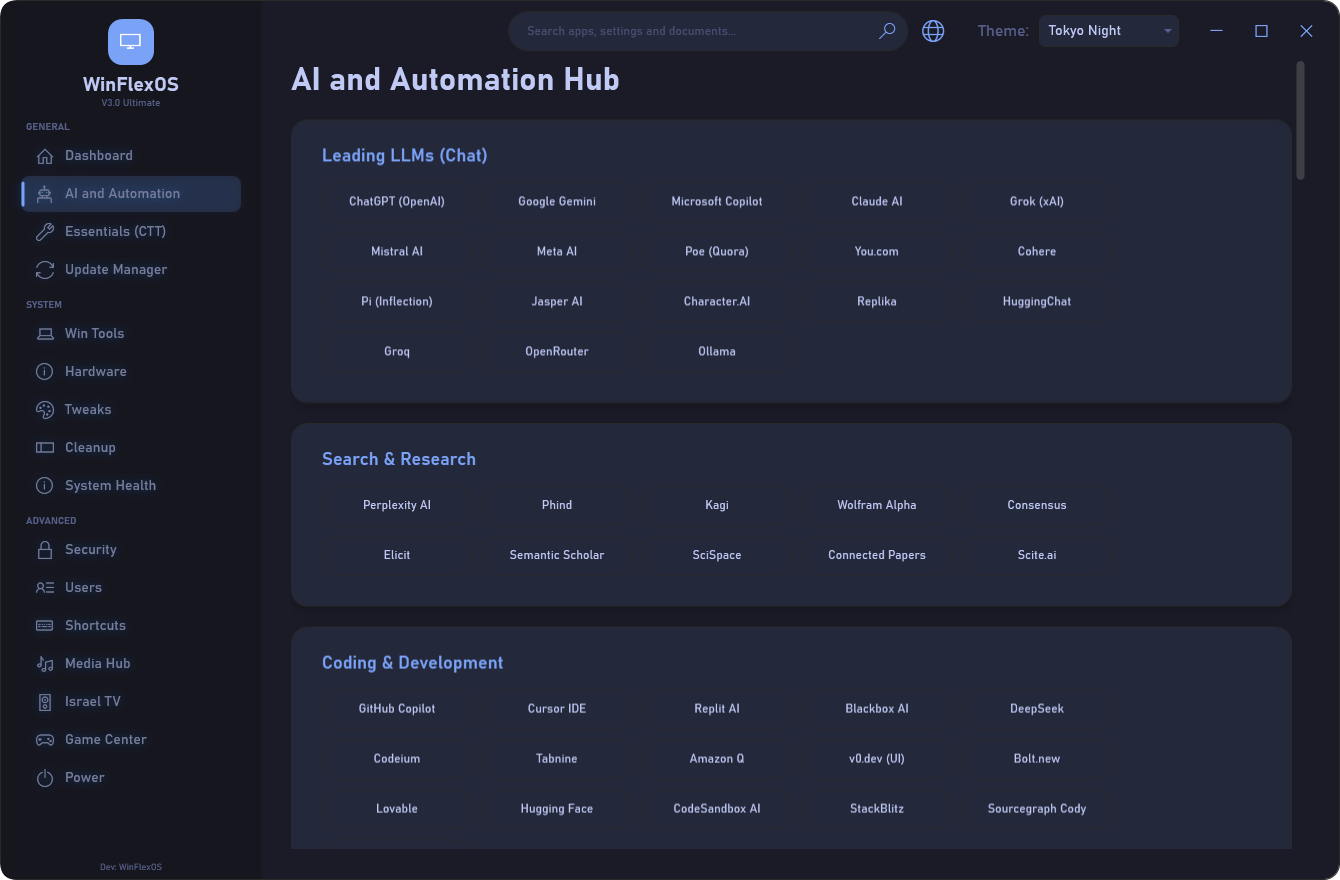 WinFlexOS
V3.0 Ultimate
GENERAL
Dashboard
AI and Automation
Essentials (CTT)
Update Manager
SYSTEM
Win Tools
Hardware
Tweaks
Cleanup
System Health
ADVANCED
Security
Users
Shortcuts
Media Hub
Israel TV
Game Center
Power
Dev: WinFlexOS
Search apps, settings and documents...
Theme: Tokyo Night
AI and Automation Hub
Leading LLMs (Chat)
ChatGPT (OpenAI) Google Gemini Microsoft Copilot Claude AI Grok (xAI)
Mistral AI Meta AI Poe (Quora) You.com Cohere
Pi (Inflection) Jasper AI Character.AI Replika HuggingChat
Groq OpenRouter Ollama
Search & Research
Perplexity AI Phind Kagi Wolfram Alpha Consensus
Elicit Semantic Scholar SciSpace Connected Papers Scite.ai
Coding & Development
GitHub Copilot Cursor IDE Replit AI Blackbox AI DeepSeek
Codeium Tabnine Amazon Q v0.dev (UI) Bolt.new
Lovable Hugging Face CodeSandbox AI StackBlitz Sourcegraph Cody